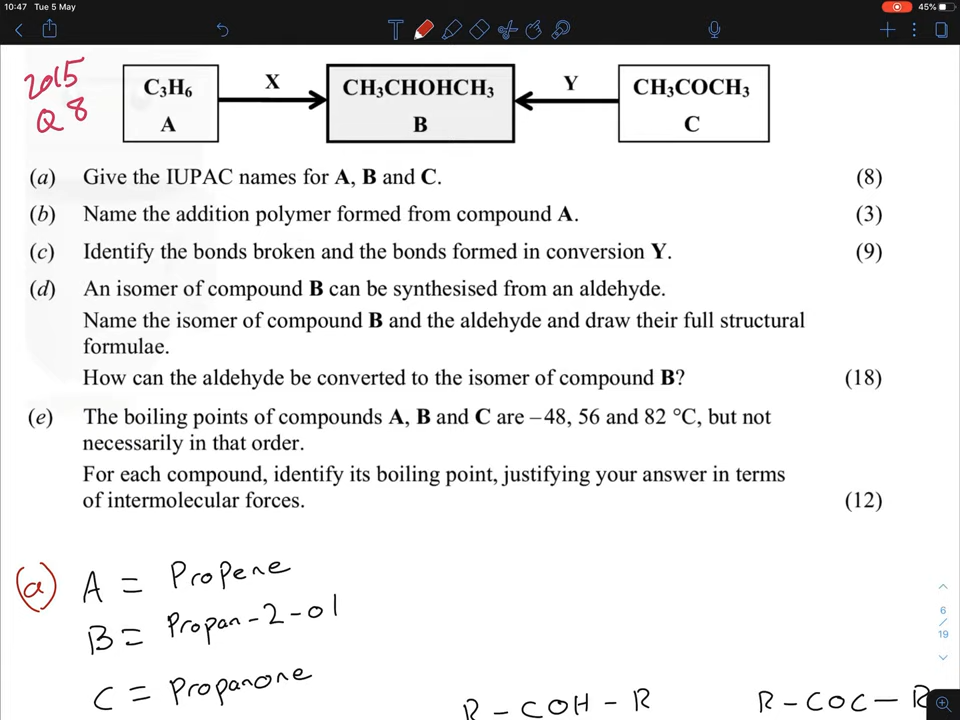 10:47 Tue 5 May
45%
2015
Q 8
C₃H₆
A
X
CH₃CHOHCH₃
B
Y
CH₃COCH₃
C
(a) Give the IUPAC names for A, B and C. (8)
(b) Name the addition polymer formed from compound A. (3)
(c) Identify the bonds broken and the bonds formed in conversion Y. (9)
(d) An isomer of compound B can be synthesised from an aldehyde.
Name the isomer of compound B and the aldehyde and draw their full structural
formulae.
How can the aldehyde be converted to the isomer of compound B? (18)
(e) The boiling points of compounds A, B and C are –48, 56 and 82 °C, but not
necessarily in that order.
For each compound, identify its boiling point, justifying your answer in terms
of intermolecular forces. (12)
(a) A = Propene
B = Propan-2-ol
C = Propanone
R - COH - R
R - COC - R
6
/
19